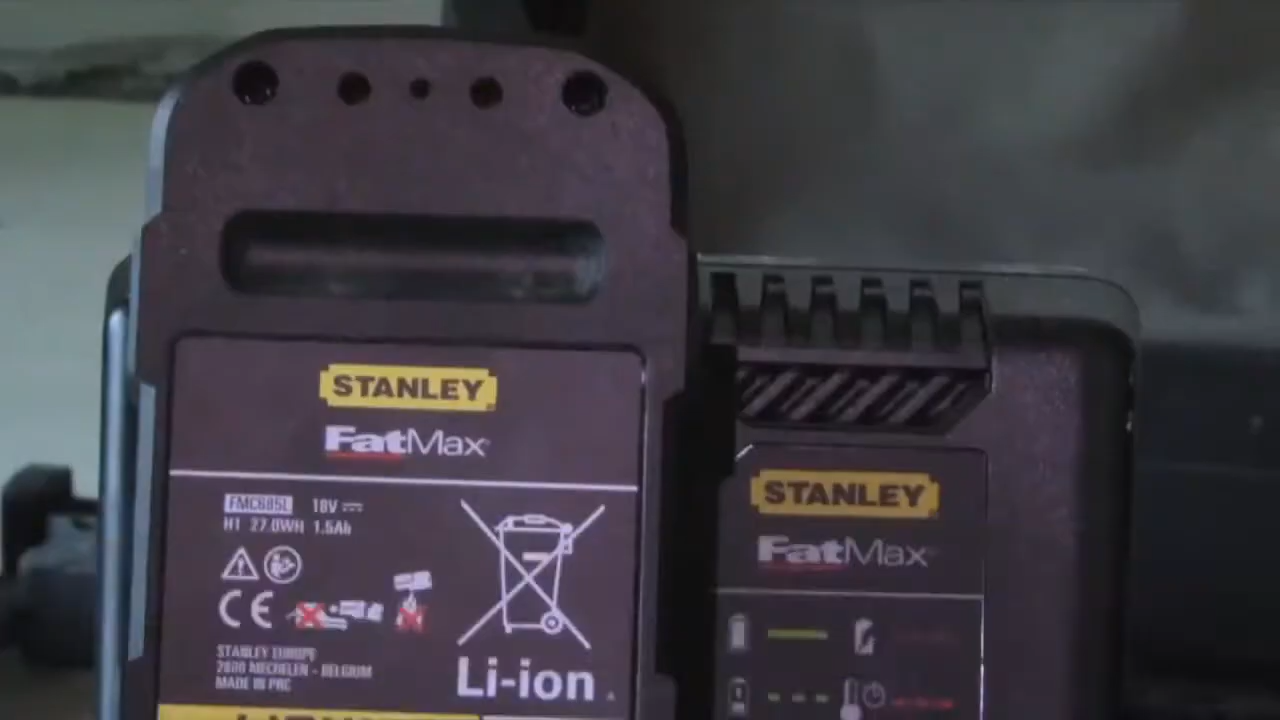 STANLEY
FatMax
FMC685L 18V
H1 27.0WH 1.5Ah
CE
STANLEY EUROPE
2800 MECHELEN - BELGIUM
MADE IN PRC
Li-ion
STANLEY
FatMax